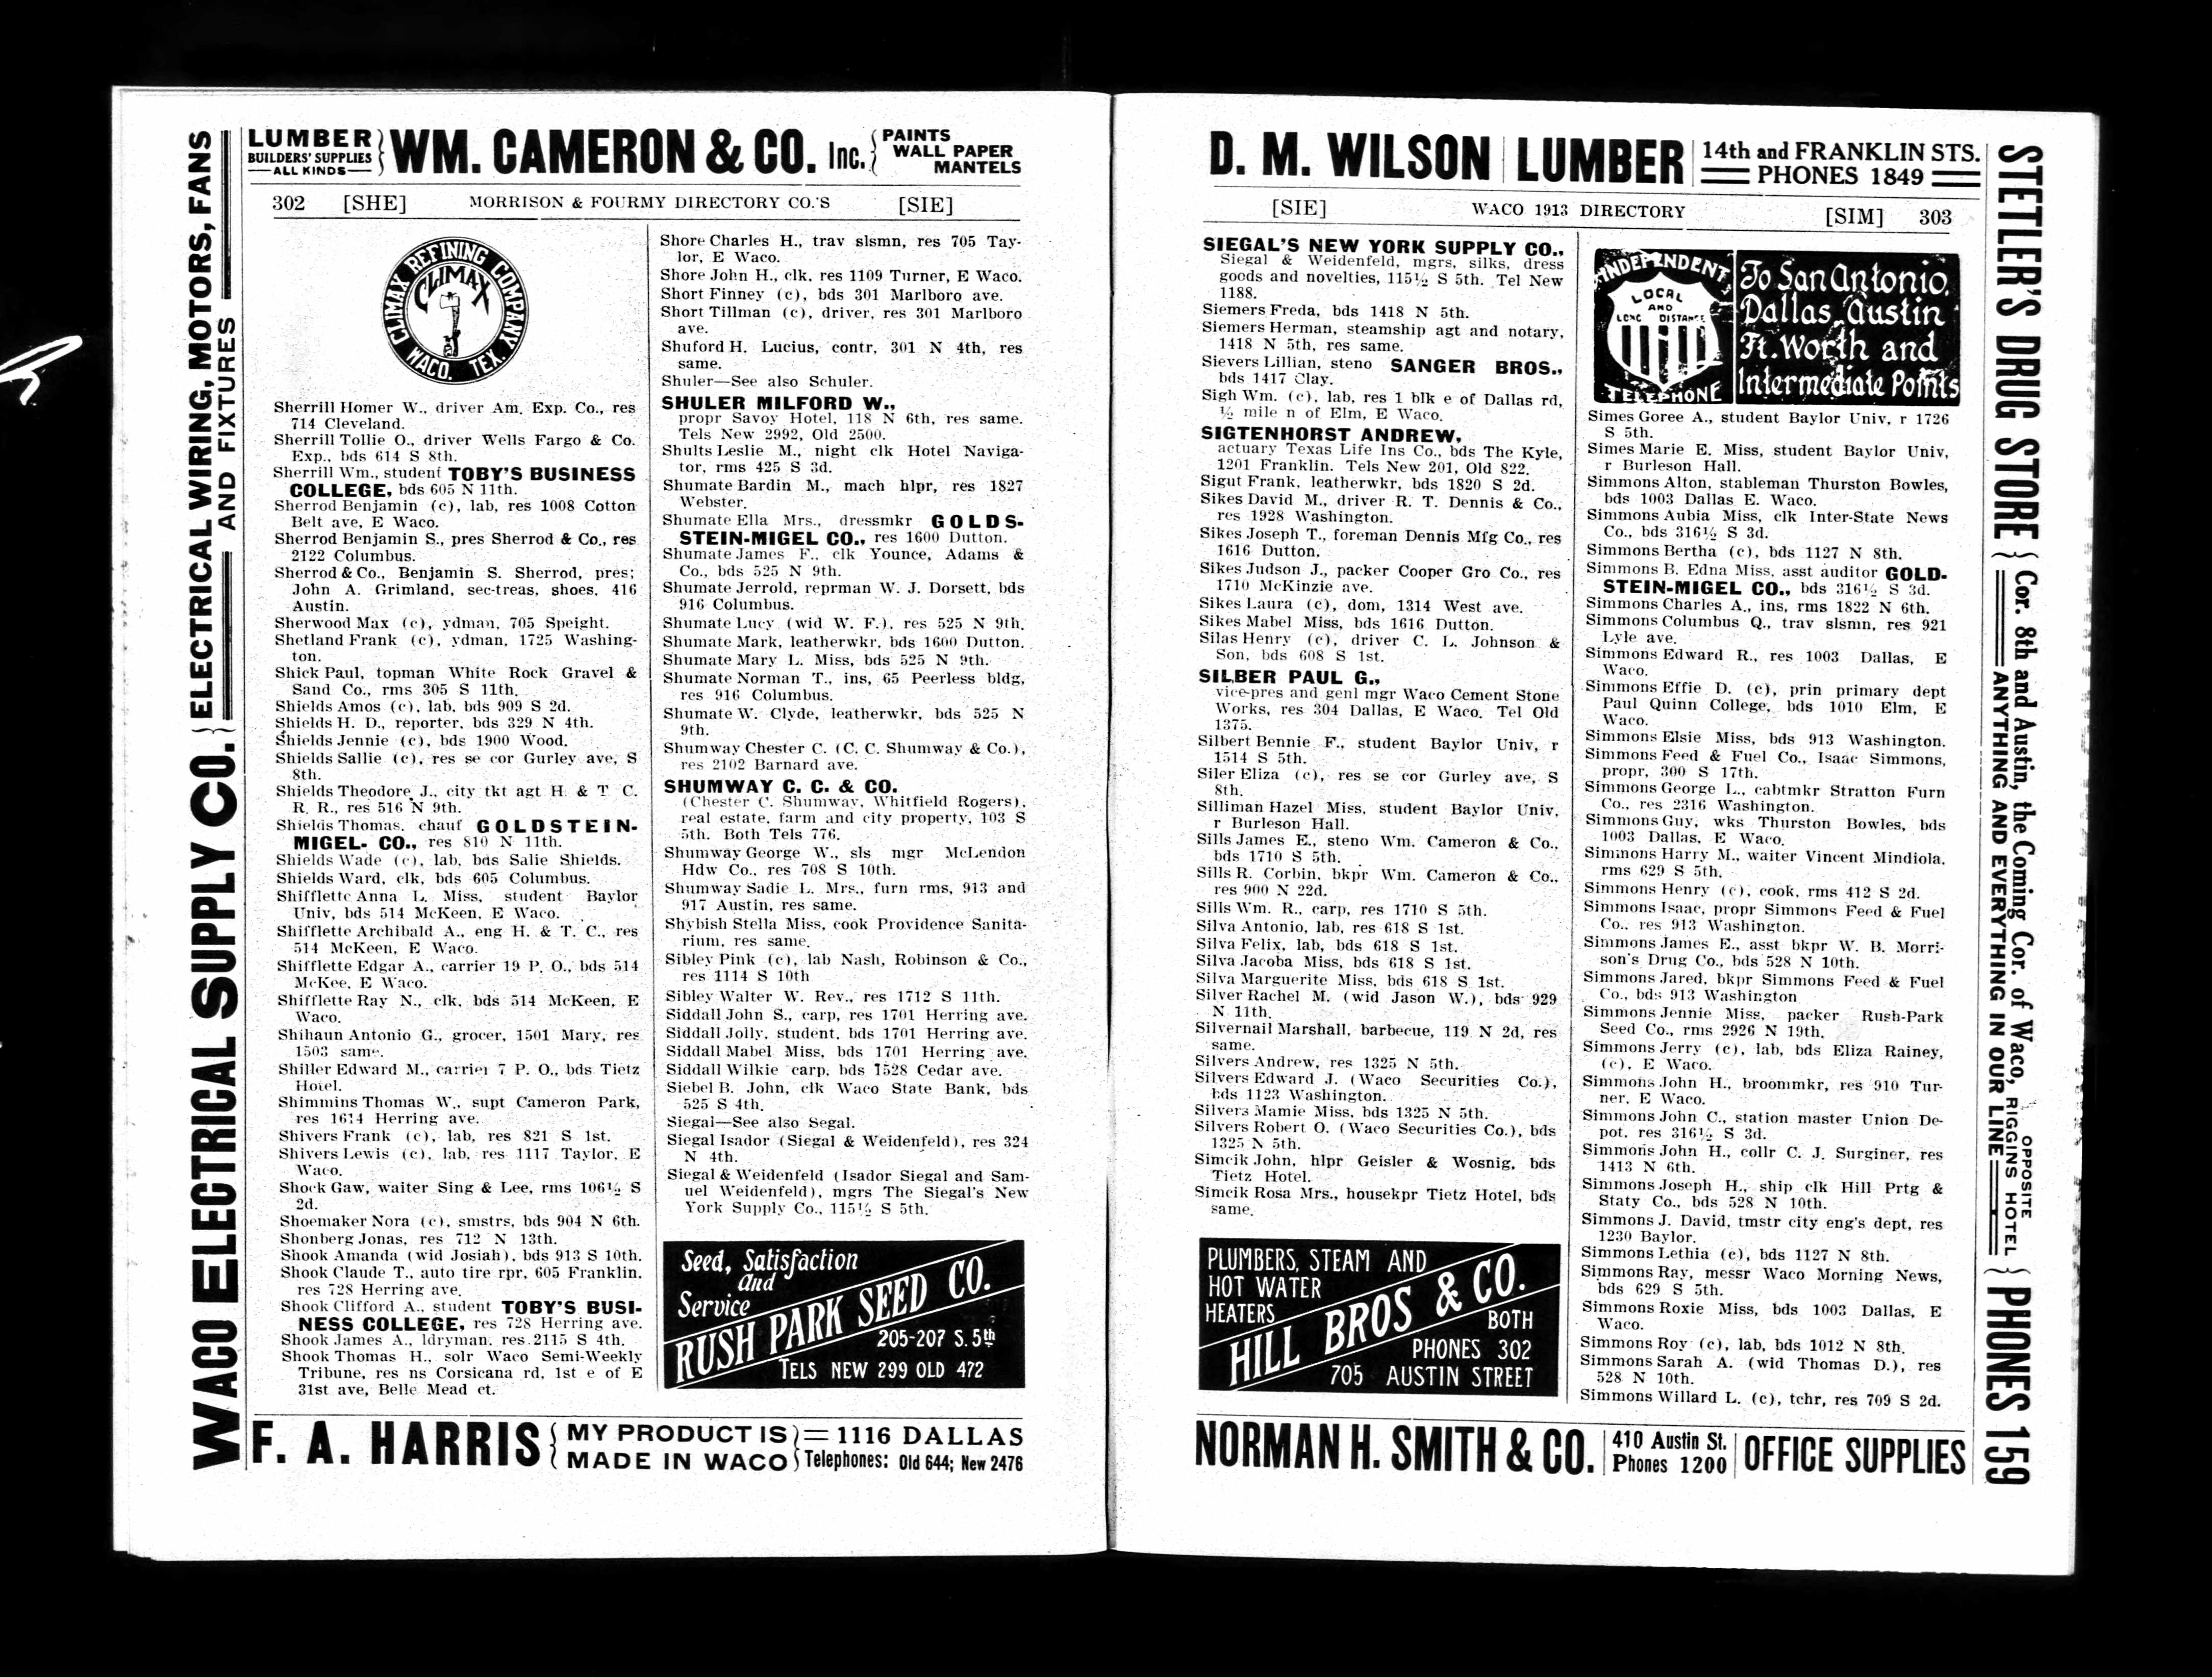 WACO ELECTRICAL SUPPLY CO. } ELECTRICAL WIRING, MOTORS, FANS
AND FIXTURES
LUMBER
BUILDERS' SUPPLIES
ALL KINDS
WM. CAMERON & CO. Inc.
PAINTS
WALL PAPER
MANTELS
302 [SHE] MORRISON & FOURMY DIRECTORY CO.'S [SIE]
CLIMAX REFINING COMPANY
CLIMAX
WACO, TEX.
Sherrill Homer W., driver Am. Exp. Co., res
714 Cleveland.
Sherrill Tollie O., driver Wells Fargo & Co.
Exp., bds 614 S 8th.
Sherrill Wm., student TOBY'S BUSINESS
COLLEGE, bds 605 N 11th.
Sherrod Benjamin (c), lab, res 1008 Cotton
Belt ave, E Waco.
Sherrod Benjamin S., pres Sherrod & Co., res
2122 Columbus.
Sherrod & Co., Benjamin S. Sherrod, pres;
John A. Grimland, sec-treas, shoes, 416
Austin.
Sherwood Max (c), ydman, 705 Speight.
Shetland Frank (c), ydman, 1725 Washing-
ton.
Shick Paul, topman White Rock Gravel &
Sand Co., rms 305 S 11th.
Shields Amos (c), lab, bds 909 S 2d.
Shields H. D., reporter, bds 329 N 4th.
Shields Jennie (c), bds 1900 Wood.
Shields Sallie (c), res se cor Gurley ave, S
8th.
Shields Theodore J., city tkt agt H. & T C.
R. R., res 516 N 9th.
Shields Thomas, chauf GOLDSTEIN-
MIGEL CO., res 810 N 11th.
Shields Wade (c), lab, bds Salie Shields.
Shields Ward, clk, bds 605 Columbus.
Shifflette Anna L. Miss, student Baylor
Univ, bds 514 McKeen, E Waco.
Shifflette Archibald A., eng H. & T. C., res
514 McKeen, E Waco.
Shifflette Edgar A., carrier 19 P. O., bds 514
McKee, E Waco.
Shifflette Ray N., clk, bds 514 McKeen, E
Waco.
Shihaun Antonio G., grocer, 1501 Mary, res
1503 same.
Shiller Edward M., carrier 7 P. O., bds Tietz
Hotel.
Shimmins Thomas W., supt Cameron Park,
res 1614 Herring ave.
Shivers Frank (c), lab, res 821 S 1st.
Shivers Lewis (c), lab, res 1117 Taylor, E
Waco.
Shock Gaw, waiter Sing & Lee, rms 106½ S
2d.
Shoemaker Nora (c), smstrs, bds 904 N 6th.
Shonberg Jonas, res 712 N 13th.
Shook Amanda (wid Josiah), bds 913 S 10th.
Shook Claude T., auto tire rpr, 605 Franklin,
res 728 Herring ave.
Shook Clifford A., student TOBY'S BUSI-
NESS COLLEGE, res 728 Herring ave.
Shook James A., ldryman, res 2115 S 4th.
Shook Thomas H., solr Waco Semi-Weekly
Tribune, res ns Corsicana rd, 1st e of E
31st ave, Belle Mead ct.
Shore Charles H., trav slsmn, res 705 Tay-
lor, E Waco.
Shore John H., clk, res 1109 Turner, E Waco.
Short Finney (c), bds 301 Marlboro ave.
Short Tillman (c), driver, res 301 Marlboro
ave.
Shuford H. Lucius, contr, 301 N 4th, res
same.
Shuler—See also Schuler.
SHULER MILFORD W.,
propr Savoy Hotel, 118 N 6th, res same.
Tels New 2992, Old 2500.
Shults Leslie M., night clk Hotel Naviga-
tor, rms 425 S 3d.
Shumate Bardin M., mach hlpr, res 1827
Webster.
Shumate Ella Mrs., dressmkr GOLDS-
STEIN-MIGEL CO., res 1600 Dutton.
Shumate James F., clk Younce, Adams &
Co., bds 525 N 9th.
Shumate Jerrold, reprman W. J. Dorsett, bds
916 Columbus.
Shumate Lucy (wid W. F.), res 525 N 9th.
Shumate Mark, leatherwkr, bds 1600 Dutton.
Shumate Mary L. Miss, bds 525 N 9th.
Shumate Norman T., ins, 65 Peerless bldg,
res 916 Columbus.
Shumate W. Clyde, leatherwkr, bds 525 N
9th.
Shumway Chester C. (C. C. Shumway & Co.),
res 2102 Barnard ave.
SHUMWAY C. C. & CO.
(Chester C. Shumway, Whitfield Rogers),
real estate, farm and city property, 103 S
5th. Both Tels 776.
Shumway George W., sls mgr McLendon
Hdw Co., res 708 S 10th.
Shumway Sadie L. Mrs., furn rms, 913 and
917 Austin, res same.
Shybish Stella Miss, cook Providence Sanita-
rium, res same.
Sibley Pink (c), lab Nash, Robinson & Co.,
res 1114 S 10th
Sibley Walter W. Rev., res 1712 S 11th.
Siddall John S., carp, res 1701 Herring ave.
Siddall Jolly, student, bds 1701 Herring ave.
Siddall Mabel Miss, bds 1701 Herring ave.
Siddall Wilkie carp, bds 1528 Cedar ave.
Siebel B. John, clk Waco State Bank, bds
525 S 4th.
Siegal—See also Segal.
Siegal Isador (Siegal & Weidenfeld), res 324
N 4th.
Siegal & Weidenfeld (Isador Siegal and Sam-
uel Weidenfeld), mgrs The Siegal's New
York Supply Co., 115½ S 5th.
Seed, Satisfaction
and
Service
RUSH PARK SEED CO.
205-207 S. 5th
TELS NEW 299 OLD 472
F. A. HARRIS { MY PRODUCT IS
MADE IN WACO } 1116 DALLAS
Telephones: Old 644; New 2476
D. M. WILSON LUMBER 14th and FRANKLIN STS.
PHONES 1849
[SIE] WACO 1913 DIRECTORY [SIM] 303
SIEGAL'S NEW YORK SUPPLY CO.,
Siegal & Weidenfeld, mgrs, silks, dress
goods and novelties, 115½ S 5th. Tel New
1188.
Siemers Freda, bds 1418 N 5th.
Siemers Herman, steamship agt and notary,
1418 N 5th, res same.
Sievers Lillian, steno SANGER BROS.,
bds 1417 Clay.
Sigh Wm. (c), lab, res 1 blk e of Dallas rd,
½ mile n of Elm, E Waco.
SIGTENHORST ANDREW,
actuary Texas Life Ins Co., bds The Kyle,
1201 Franklin. Tels New 201, Old 822.
Sigut Frank, leatherwkr, bds 1820 S 2d.
Sikes David M., driver R. T. Dennis & Co.,
res 1928 Washington.
Sikes Joseph T., foreman Dennis Mfg Co., res
1616 Dutton.
Sikes Judson J., packer Cooper Gro Co., res
1710 McKinzie ave.
Sikes Laura (c), dom, 1314 West ave.
Sikes Mabel Miss, bds 1616 Dutton.
Silas Henry (c), driver C. L. Johnson &
Son, bds 608 S 1st.
SILBER PAUL G.,
vice-pres and genl mgr Waco Cement Stone
Works, res 304 Dallas, E Waco. Tel Old
1375.
Silbert Bennie F., student Baylor Univ, r
1514 S 5th.
Siler Eliza (c), res se cor Gurley ave, S
8th.
Silliman Hazel Miss, student Baylor Univ,
r Burleson Hall.
Sills James E., steno Wm. Cameron & Co.,
bds 1710 S 5th.
Sills R. Corbin, bkpr Wm. Cameron & Co.,
res 900 N 22d.
Sills Wm. R., carp, res 1710 S 5th.
Silva Antonio, lab, res 618 S 1st.
Silva Felix, lab, bds 618 S 1st.
Silva Jacoba Miss, bds 618 S 1st.
Silva Marguerite Miss, bds 618 S 1st.
Silver Rachel M. (wid Jason W.), bds 929
N 11th.
Silvernail Marshall, barbecue, 119 N 2d, res
same.
Silvers Andrew, res 1325 N 5th.
Silvers Edward J. (Waco Securities Co.),
bds 1123 Washington.
Silvers Mamie Miss, bds 1325 N 5th.
Silvers Robert O. (Waco Securities Co.), bds
1325 N 5th.
Simcik John, hlpr Geisler & Wosnig, bds
Tietz Hotel.
Simcik Rosa Mrs., housekpr Tietz Hotel, bds
same.
PLUMBERS, STEAM AND
HOT WATER
HEATERS
HILL BROS & CO.
BOTH
PHONES 302
705 AUSTIN STREET
INDEPENDENT
LOCAL
AND
LONG DISTANCE
TELEPHONE
To San Antonio,
Dallas, Austin
Ft. Worth and
Intermediate Points
Simes Goree A., student Baylor Univ, r 1726
S 5th.
Simes Marie E. Miss, student Baylor Univ,
r Burleson Hall.
Simmons Alton, stableman Thurston Bowles,
bds 1003 Dallas E. Waco.
Simmons Aubia Miss, clk Inter-State News
Co., bds 316½ S 3d.
Simmons Bertha (c), bds 1127 N 8th.
Simmons B. Edna Miss, asst auditor GOLD-
STEIN-MIGEL CO., bds 316½ S 3d.
Simmons Charles A., ins, rms 1822 N 6th.
Simmons Columbus Q., trav slsmn, res 921
Lyle ave.
Simmons Edward R., res 1003 Dallas, E
Waco.
Simmons Effie D. (c), prin primary dept
Paul Quinn College, bds 1010 Elm, E
Waco.
Simmons Elsie Miss, bds 913 Washington.
Simmons Feed & Fuel Co., Isaac Simmons,
propr, 300 S 17th.
Simmons George L., cabtmkr Stratton Furn
Co., res 2316 Washington.
Simmons Guy, wks Thurston Bowles, bds
1003 Dallas, E Waco.
Simmons Harry M., waiter Vincent Mindiola,
rms 629 S 5th.
Simmons Henry (c), cook, rms 412 S 2d.
Simmons Isaac, propr Simmons Feed & Fuel
Co., res 913 Washington.
Simmons James E., asst bkpr W. B. Morri-
son's Drug Co., bds 528 N 10th.
Simmons Jared, bkpr Simmons Feed & Fuel
Co., bds 913 Washington
Simmons Jennie Miss, packer Rush-Park
Seed Co., rms 2926 N 19th.
Simmons Jerry (c), lab, bds Eliza Rainey,
(c), E Waco.
Simmons John H., broommkr, res 910 Tur-
ner, E Waco.
Simmons John C., station master Union De-
pot, res 316½ S 3d.
Simmons John H., collr C. J. Surginer, res
1413 N 6th.
Simmons Joseph H., ship clk Hill Prtg &
Staty Co., bds 528 N 10th.
Simmons J. David, tmstr city eng's dept, res
1230 Baylor.
Simmons Lethia (c), bds 1127 N 8th.
Simmons Ray, messr Waco Morning News,
bds 629 S 5th.
Simmons Roxie Miss, bds 1003 Dallas, E
Waco.
Simmons Roy (c), lab, bds 1012 N 8th.
Simmons Sarah A. (wid Thomas D.), res
528 N 10th.
Simmons Willard L. (c), tchr, res 709 S 2d.
NORMAN H. SMITH & CO. 410 Austin St.
Phones 1200 OFFICE SUPPLIES
STETLER'S DRUG STORE { Cor. 8th and Austin, the Coming Cor. of Waco, OPPOSITE
RIGGINS HOTEL
ANYTHING AND EVERYTHING IN OUR LINE } PHONES 159